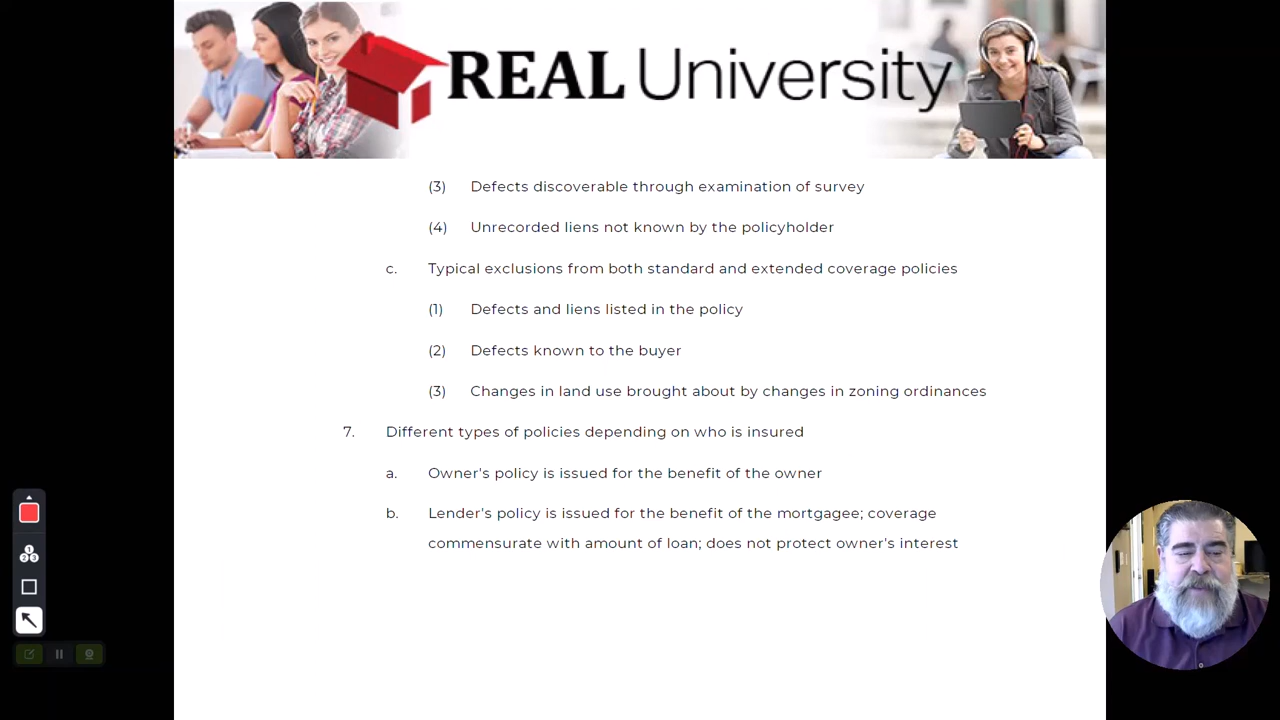 REAL University
(3) Defects discoverable through examination of survey
(4) Unrecorded liens not known by the policyholder
c. Typical exclusions from both standard and extended coverage policies
(1) Defects and liens listed in the policy
(2) Defects known to the buyer
(3) Changes in land use brought about by changes in zoning ordinances
7. Different types of policies depending on who is insured
a. Owner's policy is issued for the benefit of the owner
b. Lender's policy is issued for the benefit of the mortgagee; coverage
commensurate with amount of loan; does not protect owner's interest
1
2 3